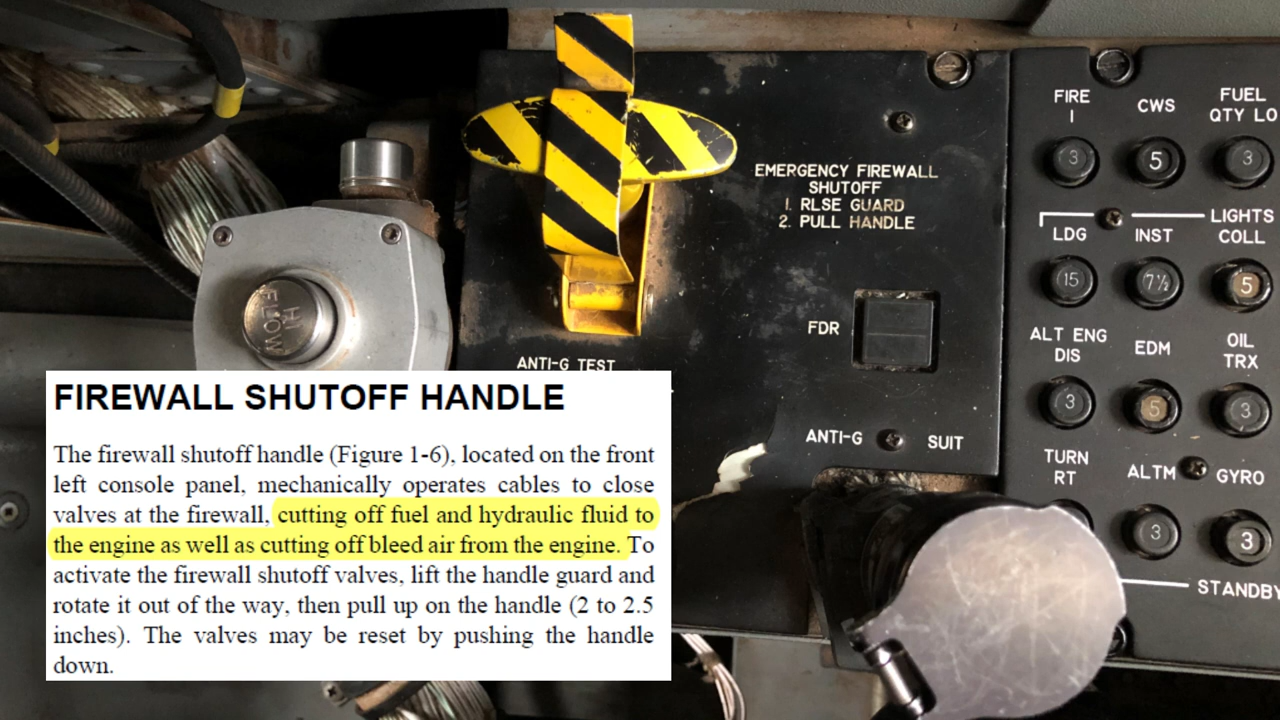 FIRE
1
CWS
FUEL
QTY LO
3
5
3
EMERGENCY FIREWALL
SHUTOFF
1. RLSE GUARD
2. PULL HANDLE
LIGHTS
LDG
INST
COLL
15
7½
5
HI
FLOW
FDR
ALT ENG
DIS
EDM
OIL
TRX
3
5
3
ANTI-G TEST
ANTI-G
SUIT
TURN
RT
ALTM
GYRO
3
3
STANDBY
FIREWALL SHUTOFF HANDLE
The firewall shutoff handle (Figure 1-6), located on the front
left console panel, mechanically operates cables to close
valves at the firewall, cutting off fuel and hydraulic fluid to
the engine as well as cutting off bleed air from the engine. To
activate the firewall shutoff valves, lift the handle guard and
rotate it out of the way, then pull up on the handle (2 to 2.5
inches). The valves may be reset by pushing the handle
down.